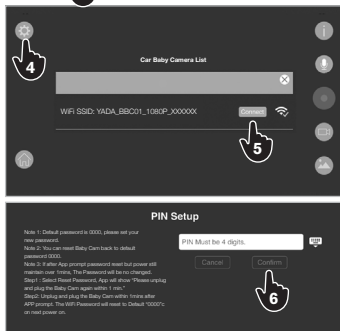 4
Car Baby Camera List
WiFi SSID: YADA_BBC01_1080P_XXXXXX
Connect
5
PIN Setup
Note 1: Default password is 0000, please set your
new password.
Note 2: You can reset Baby Cam back to default
password 0000.
Note 3: if after App prompt password reset but power still
maintain over 1mins, The Password will be no changed.
Step1 : Select Reset Password, App will show "Please unplug
and plug the Baby Cam again within 1 min."
Step2: Unplug and plug the Baby Cam within 1mins after
APP prompt. The WiFi Password will reset to Default "0000"c
on next power on.
PIN Must be 4 digits.
Cancel
Confirm
6